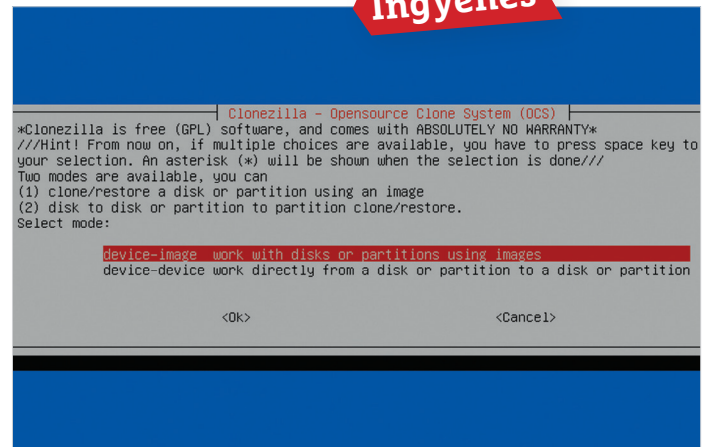 Ingyenes
Clonezilla - Opensource Clone System (OCS)
*Clonezilla is free (GPL) software, and comes with ABSOLUTELY NO WARRANTY*
///Hint! From now on, if multiple choices are available, you have to press space key to
your selection. An asterisk (*) will be shown when the selection is done///
Two modes are available, you can
(1) clone/restore a disk or partition using an image
(2) disk to disk or partition to partition clone/restore.
Select mode:
device-image work with disks or partitions using images
device-device work directly from a disk or partition to a disk or partition
<Ok> <Cancel>